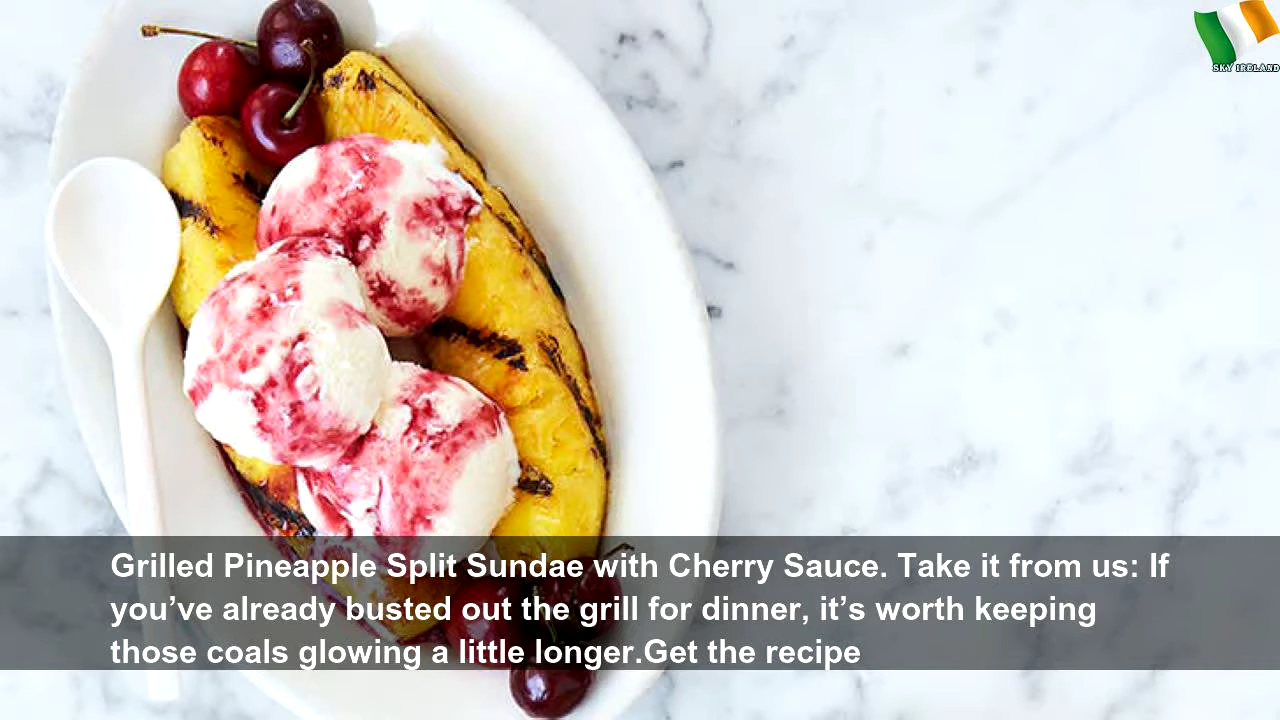 SKY IRELAND
Grilled Pineapple Split Sundae with Cherry Sauce. Take it from us: If
you’ve already busted out the grill for dinner, it’s worth keeping
those coals glowing a little longer.Get the recipe